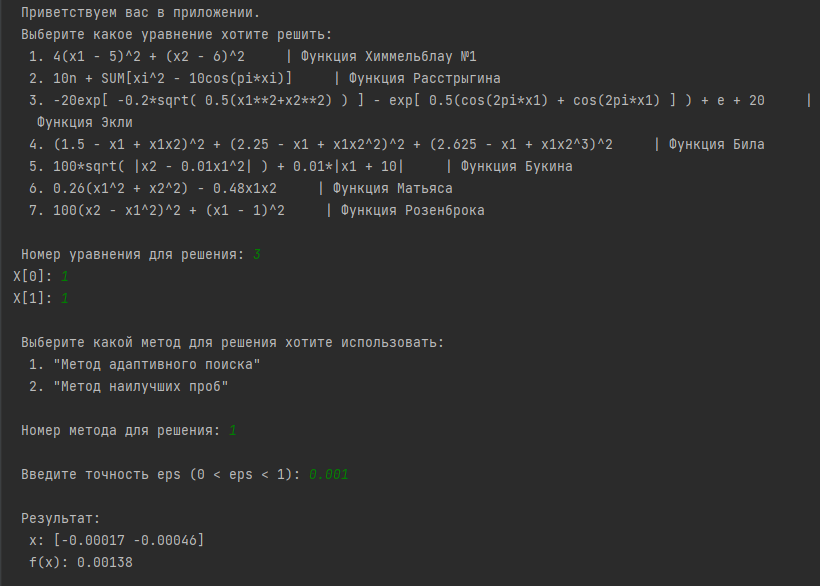 Приветствуем вас в приложении.
Выберите какое уравнение хотите решить:
1. 4(x1 - 5)^2 + (x2 - 6)^2     | Функция Химмельблау №1
2. 10n + SUM[xi^2 - 10cos(pi*xi)]     | Функция Расстрыгина
3. -20exp[ -0.2*sqrt( 0.5(x1**2+x2**2) ) ] - exp[ 0.5(cos(2pi*x1) + cos(2pi*x1) ] ) + e + 20     |
Функция Экли
4. (1.5 - x1 + x1x2)^2 + (2.25 - x1 + x1x2^2)^2 + (2.625 - x1 + x1x2^3)^2     | Функция Била
5. 100*sqrt( |x2 - 0.01x1^2| ) + 0.01*|x1 + 10|     | Функция Букина
6. 0.26(x1^2 + x2^2) - 0.48x1x2     | Функция Матьяса
7. 100(x2 - x1^2)^2 + (x1 - 1)^2     | Функция Розенброка
Номер уравнения для решения: 3
X[0]: 1
X[1]: 1
Выберите какой метод для решения хотите использовать:
1. "Метод адаптивного поиска"
2. "Метод наилучших проб"
Номер метода для решения: 1
Введите точность eps (0 < eps < 1): 0.001
Результат:
x: [-0.00017 -0.00046]
f(x): 0.00138